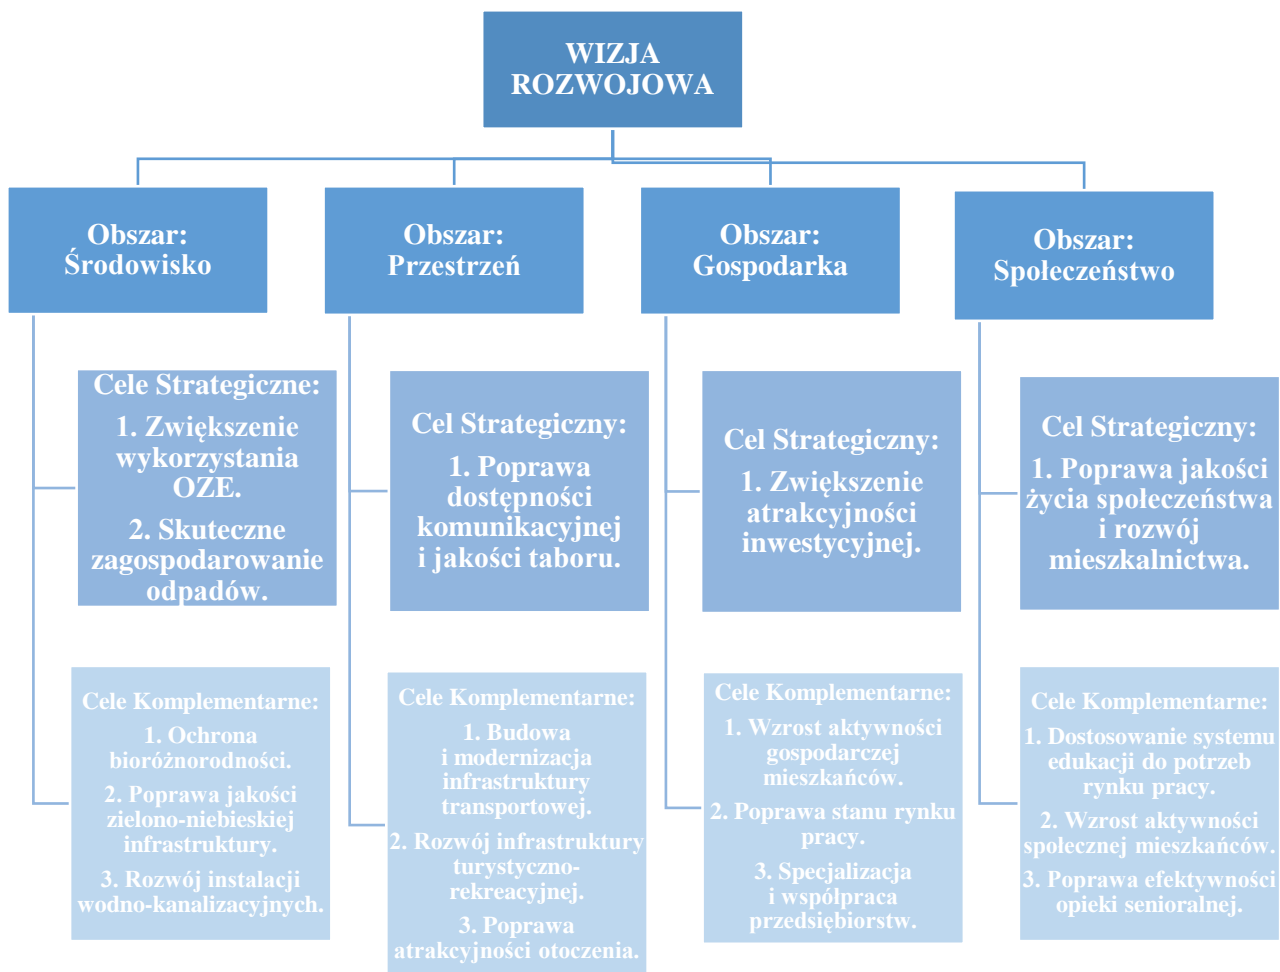 WIZJA
ROZWOJOWA
Obszar:
Środowisko
Obszar:
Przestrzeń
Obszar:
Gospodarka
Obszar:
Społeczeństwo
Cele Strategiczne:
1. Zwiększenie
wykorzystania
OZE.
2. Skuteczne
zagospodarowanie
odpadów.
Cel Strategiczny:
1. Poprawa
dostępności
komunikacyjnej
i jakości taboru.
Cel Strategiczny:
1. Zwiększenie
atrakcyjności
inwestycyjnej.
Cel Strategiczny:
1. Poprawa jakości
życia społeczeństwa
i rozwój
mieszkalnictwa.
Cele Komplementarne:
1. Ochrona
bioróżnorodności.
2. Poprawa jakości
zielono-niebieskiej
infrastruktury.
3. Rozwój instalacji
wodno-kanalizacyjnych.
Cele Komplementarne:
1. Budowa
i modernizacja
infrastruktury
transportowej.
2. Rozwój infrastruktury
turystyczno-
rekreacyjnej.
3. Poprawa
atrakcyjności otoczenia.
Cele Komplementarne:
1. Wzrost aktywności
gospodarczej
mieszkańców.
2. Poprawa stanu rynku
pracy.
3. Specjalizacja
i współpraca
przedsiębiorstw.
Cele Komplementarne:
1. Dostosowanie systemu
edukacji do potrzeb
rynku pracy.
2. Wzrost aktywności
społecznej mieszkańców.
3. Poprawa efektywności
opieki senioralnej.